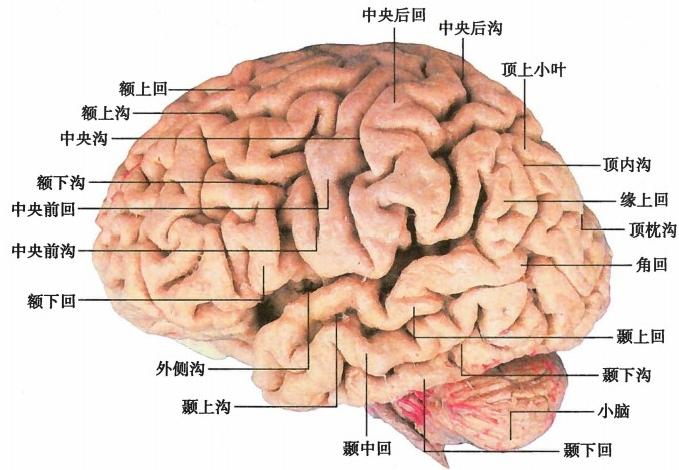 中央后回
中央后沟
顶上小叶
额上回
额上沟
中央沟
顶内沟
额下沟
缘上回
中央前回
顶枕沟
中央前沟
角回
额下回
颞上回
外侧沟
颞下沟
颞上沟
小脑
颞中回
颞下回